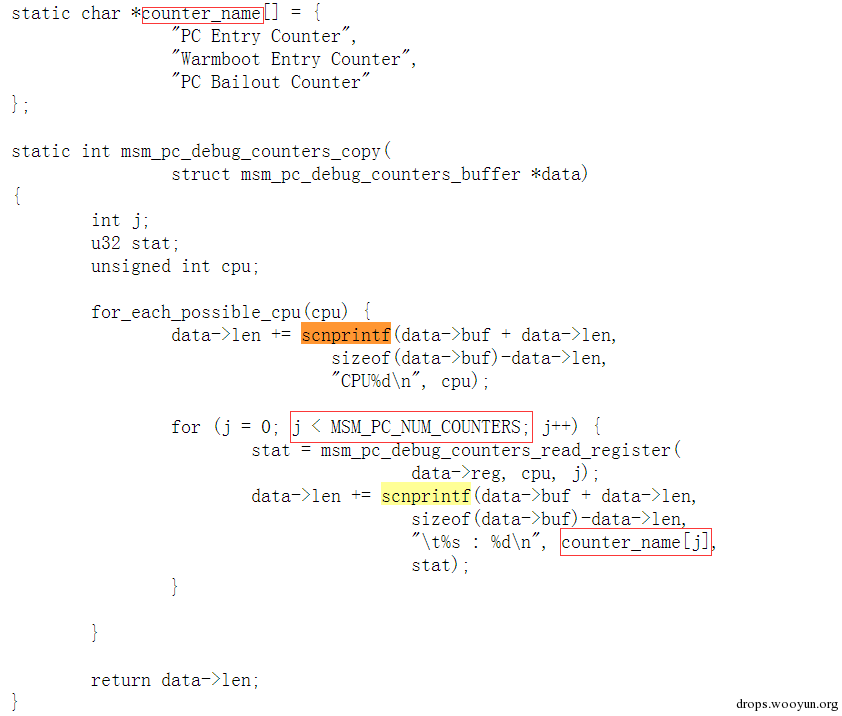 static char *counter_name[] = {
"PC Entry Counter",
"Warmboot Entry Counter",
"PC Bailout Counter"
};
static int msm_pc_debug_counters_copy(
struct msm_pc_debug_counters_buffer *data)
{
int j;
u32 stat;
unsigned int cpu;
for_each_possible_cpu(cpu) {
data->len += scnprintf(data->buf + data->len,
sizeof(data->buf)-data->len,
"CPU%d\n", cpu);
for (j = 0; j < MSM_PC_NUM_COUNTERS; j++) {
stat = msm_pc_debug_counters_read_register(
data->reg, cpu, j);
data->len += scnprintf(data->buf + data->len,
sizeof(data->buf)-data->len,
"\t%s : %d\n", counter_name[j],
stat);
}
}
return data->len;
}
drops.wooyun.org